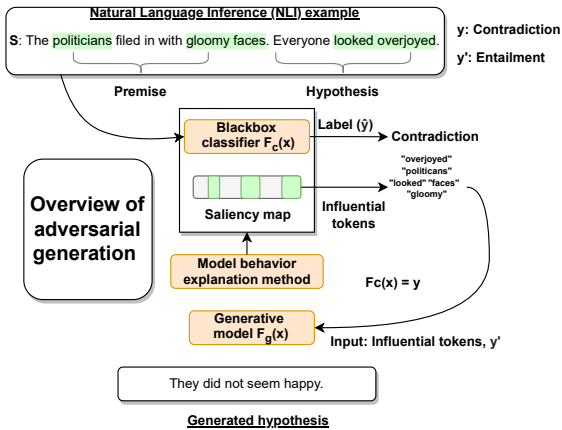 Natural Language Inference (NLI) example
S: The politicians filed in with gloomy faces. Everyone looked overjoyed.
Premise
Hypothesis
y: Contradiction
y': Entailment
Blackbox
classifier Fc(x)
Label (ŷ)
Contradiction
"overjoyed"
"politicans"
"looked" "faces"
"gloomy"
Saliency map
Influential
tokens
Overview of
adversarial
generation
Model behavior
explanation method
Fc(x) = y
Generative
model Fg(x)
Input: Influential tokens, y'
They did not seem happy.
Generated hypothesis